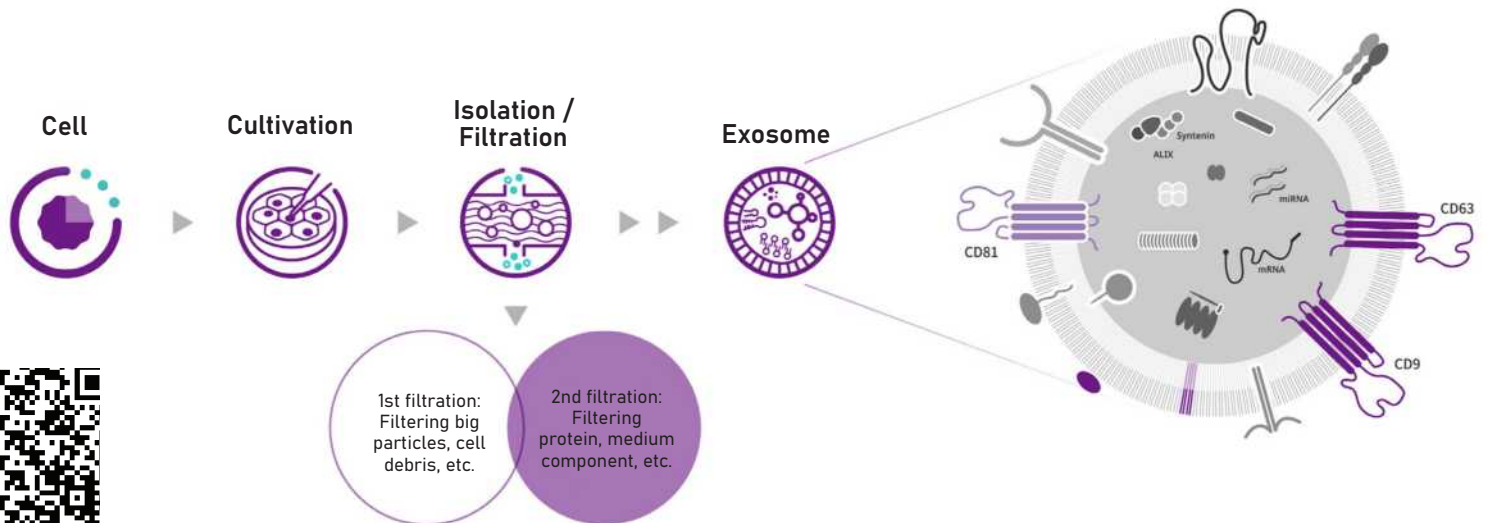 Cell
Cultivation
Isolation /
Filtration
Exosome
1st filtration:
Filtering big
particles, cell
debris, etc.
2nd filtration:
Filtering
protein, medium
component, etc.
Syntenin
ALIX
miRNA
mRNA
CD81
CD63
CD9